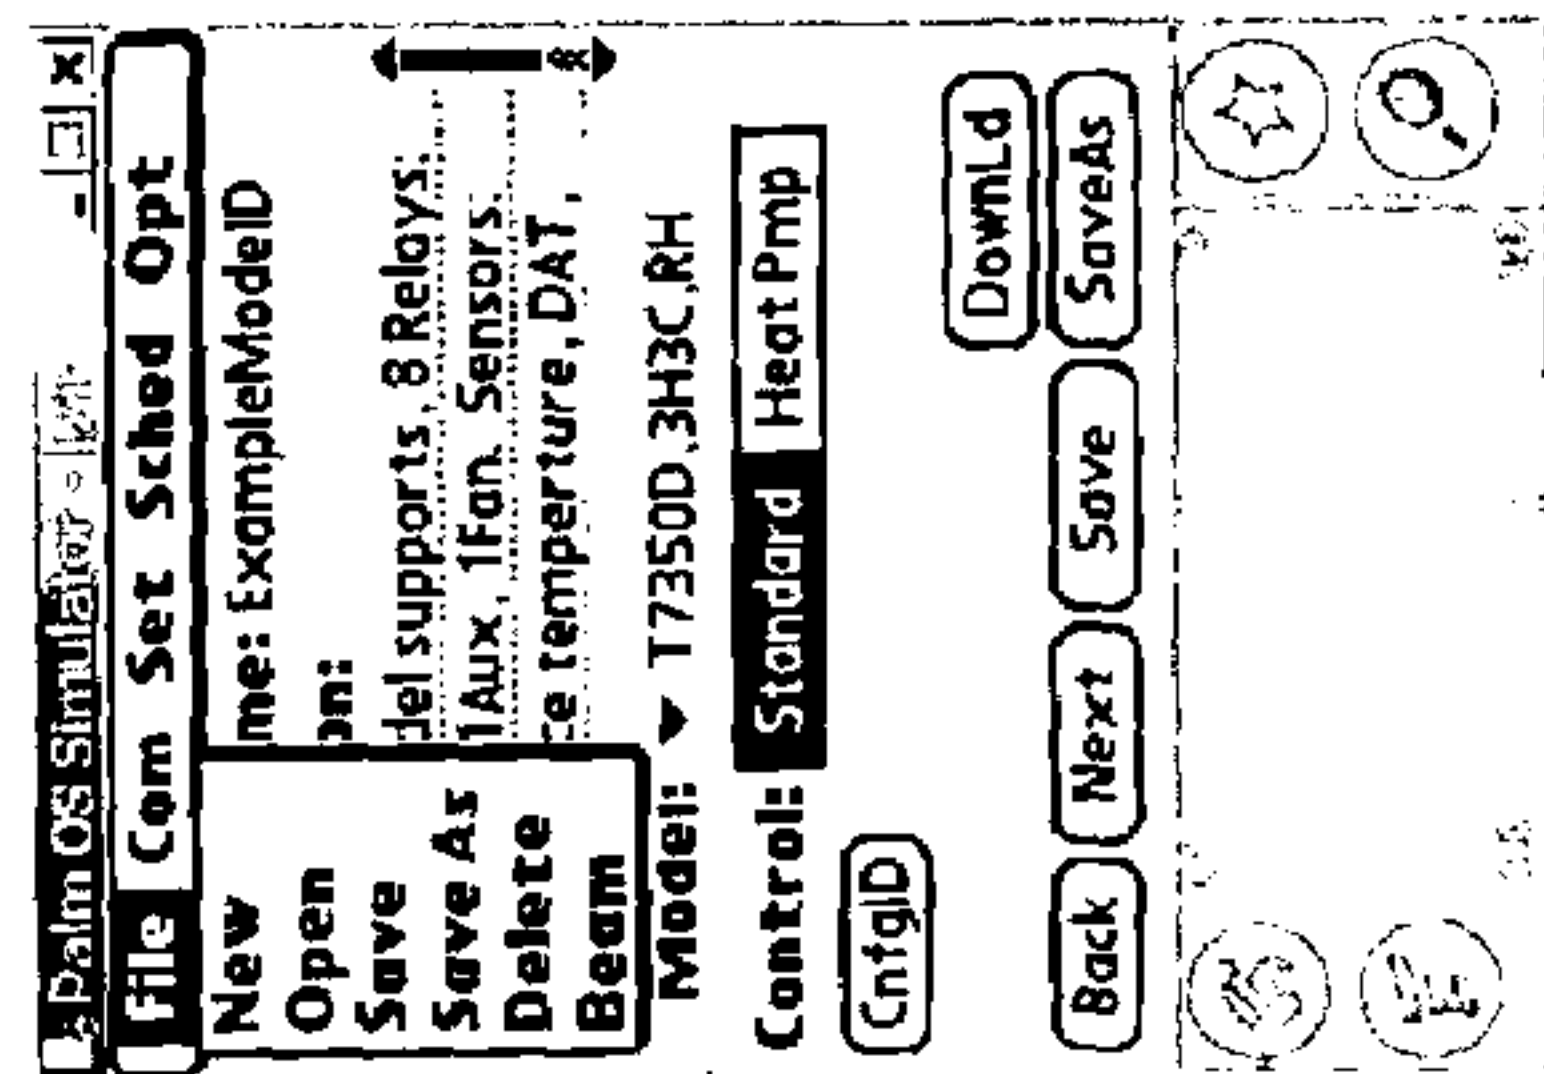 Palm OS Simulator
File Com Set Sched Opt
New
Open
Save
Save As
Delete
Beam
me: ExampleModelD
on:
del supports, 8 Relays.
1Aux, 1Fan. Sensors.
ce temperture, DAT,
Model: T7350D,3H3C,RH
Control: Standard Heat Pmp
CnfgID
DownLd
Back Next Save SaveAs